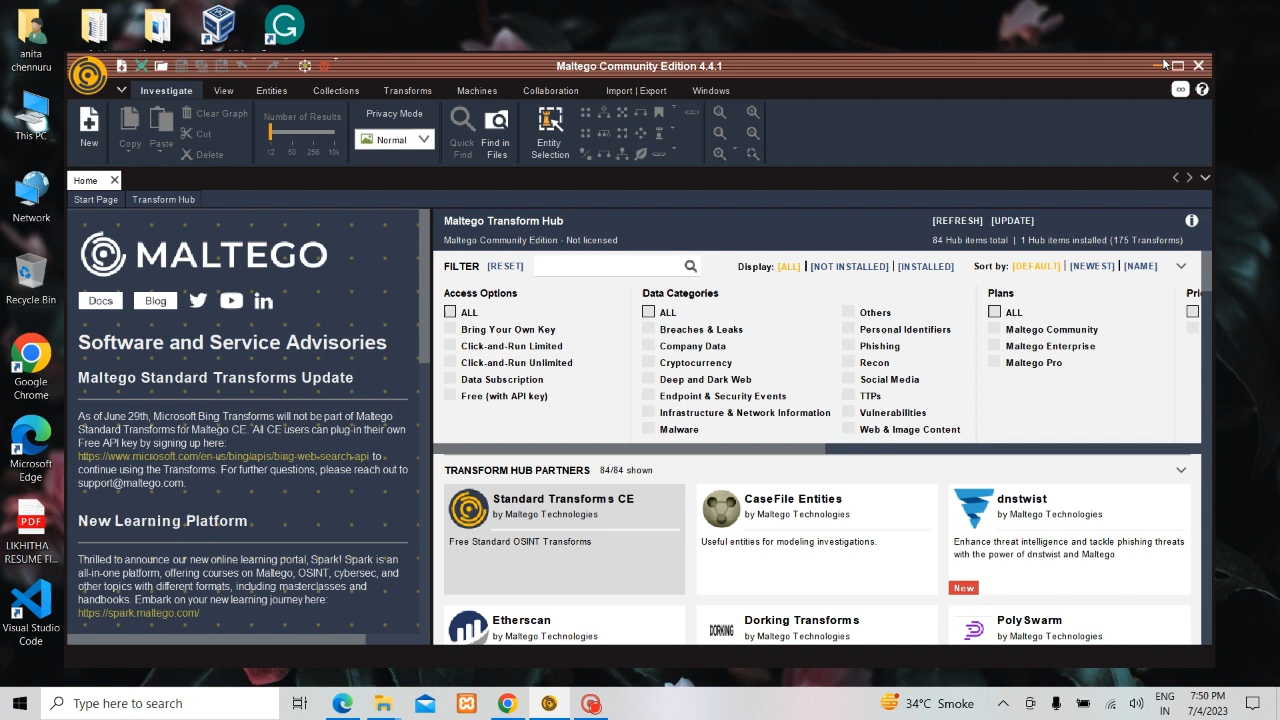 anita
chennuru
This PC
Network
Recycle Bin
Google
Chrome
Microsoft
Edge
PDF
LIKHITHA -
RESUME FI...
Visual Studio
Code
Maltego Community Edition 4.4.1
Investigate View Entities Collections Transforms Machines Collaboration Import | Export Windows
New
Copy
Paste
Clear Graph
Cut
Delete
Number of Results
12 50 256 10k
Privacy Mode
Normal
Quick
Find
Find in
Files
Entity
Selection
Home
Start Page Transform Hub
MALTEGO
Docs Blog
Software and Service Advisories
Maltego Standard Transforms Update
As of June 29th, Microsoft Bing Transforms will not be part of Maltego
Standard Transforms for Maltego CE. All CE users can plug-in their own
Free API key by signing up here:
https://www.microsoft.com/en-us/bing/apis/bing-web-search-api to
continue using the Transforms. For further questions, please reach out to
support@maltego.com.
New Learning Platform
Thrilled to announce our new online learning portal, Spark! Spark is an
all-in-one platform, offering courses on Maltego, OSINT, cybersec, and
other topics with different formats, including masterclasses and
handbooks. Embark on your new learning journey here:
https://spark.maltego.com/
Maltego Transform Hub
[REFRESH] [UPDATE]
Maltego Community Edition - Not licensed
84 Hub items total | 1 Hub items installed (175 Transforms)
FILTER [RESET]
Display: [ALL] | [NOT INSTALLED] | [INSTALLED]
Sort by: [DEFAULT] | [NEWEST] | [NAME]
Access Options
ALL
Bring Your Own Key
Click-and-Run Limited
Click-and-Run Unlimited
Data Subscription
Free (with API key)
Data Categories
ALL
Breaches & Leaks
Company Data
Cryptocurrency
Deep and Dark Web
Endpoint & Security Events
Infrastructure & Network Information
Malware
Others
Personal Identifiers
Phishing
Recon
Social Media
TTPs
Vulnerabilities
Web & Image Content
Plans
ALL
Maltego Community
Maltego Enterprise
Maltego Pro
Pri
TRANSFORM HUB PARTNERS 84/84 shown
Standard Transforms CE
by Maltego Technologies
Free Standard OSINT Transforms
CaseFile Entities
by Maltego Technologies
Useful entities for modeling investigations.
dnstwist
by Maltego Technologies
Enhance threat intelligence and tackle phishing threats
with the power of dnstwist and Maltego
New
Etherscan
by Maltego Technologies
DORKING
Dorking Transforms
by Maltego Technologies
PolySwarm
by Maltego Technologies
Type here to search
34°C Smoke
ENG
IN
7:50 PM
7/4/2023